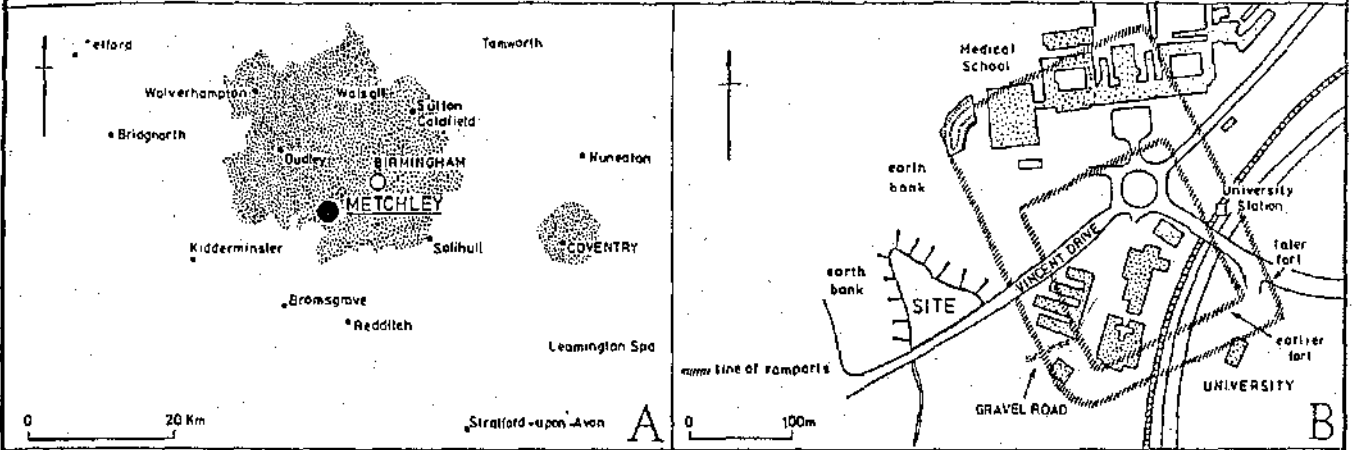 Tamworth
Wolverhampton
Walsall
Sutton
Coldfield
Bridgnorth
Dudley
BIRMINGHAM
Nuneaton
METCHLEY
Kidderminster
Solihull
COVENTRY
Bromsgrove
Redditch
Leamington Spa
0 20 Km
Stratford-upon-Avon
A
Medical
School
earth
bank
University
Station
earth
bank
VINCENT DRIVE
later
fort
SITE
earlier
fort
line of ramparts
UNIVERSITY
GRAVEL ROAD
0 100m
B